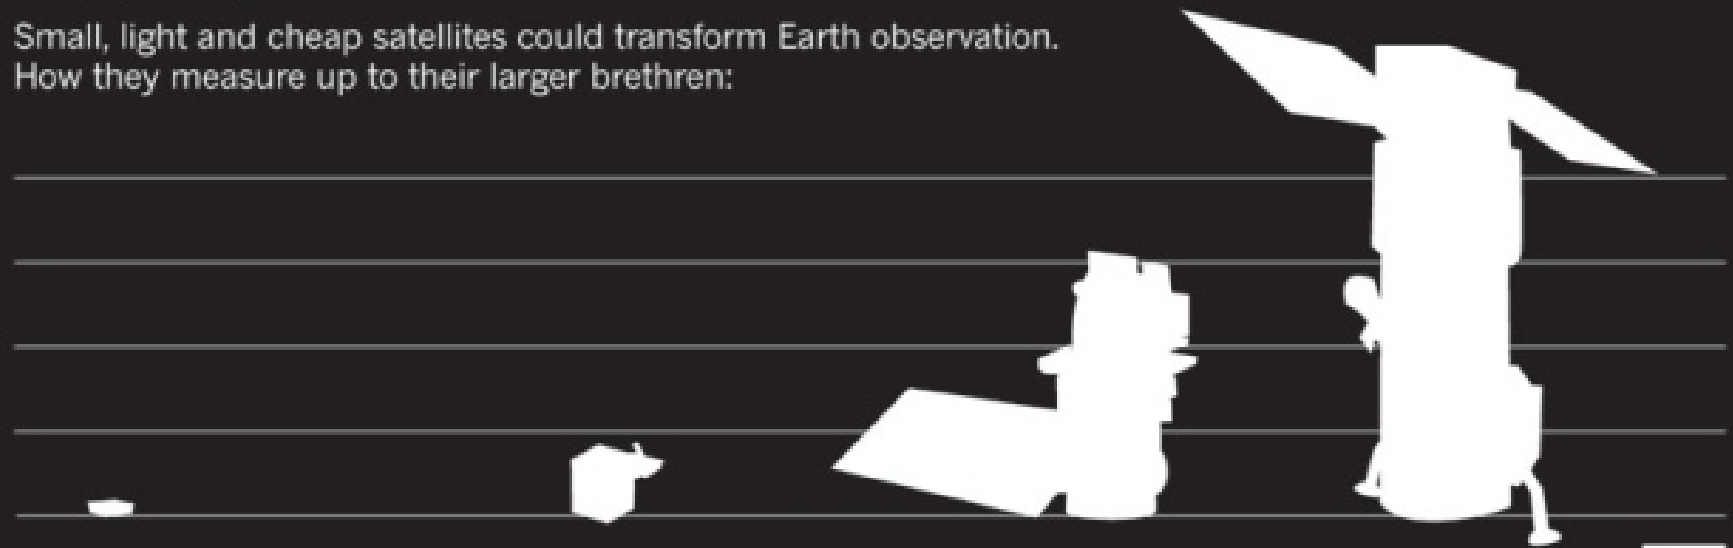 Small, light and cheap satellites could transform Earth observation.
How they measure up to their larger brethren: